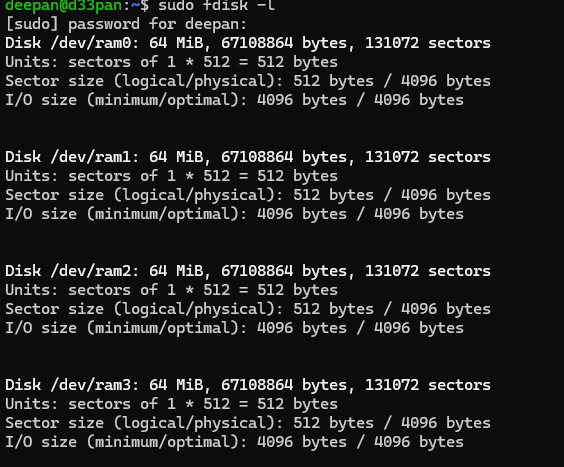 deepan@d33pan:~$ sudo fdisk -l
[sudo] password for deepan:
Disk /dev/ram0: 64 MiB, 67108864 bytes, 131072 sectors
Units: sectors of 1 * 512 = 512 bytes
Sector size (logical/physical): 512 bytes / 4096 bytes
I/O size (minimum/optimal): 4096 bytes / 4096 bytes
Disk /dev/ram1: 64 MiB, 67108864 bytes, 131072 sectors
Units: sectors of 1 * 512 = 512 bytes
Sector size (logical/physical): 512 bytes / 4096 bytes
I/O size (minimum/optimal): 4096 bytes / 4096 bytes
Disk /dev/ram2: 64 MiB, 67108864 bytes, 131072 sectors
Units: sectors of 1 * 512 = 512 bytes
Sector size (logical/physical): 512 bytes / 4096 bytes
I/O size (minimum/optimal): 4096 bytes / 4096 bytes
Disk /dev/ram3: 64 MiB, 67108864 bytes, 131072 sectors
Units: sectors of 1 * 512 = 512 bytes
Sector size (logical/physical): 512 bytes / 4096 bytes
I/O size (minimum/optimal): 4096 bytes / 4096 bytes